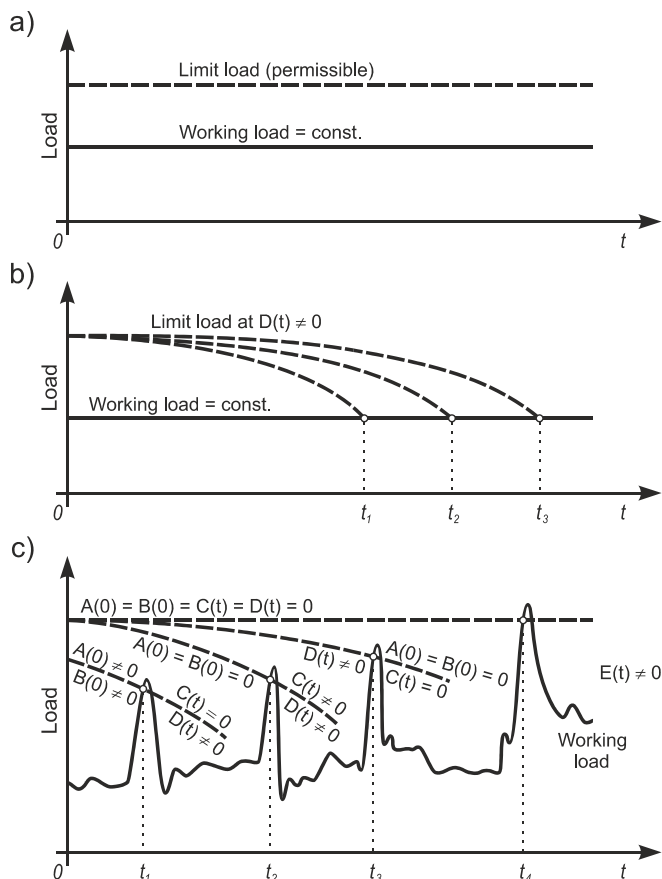 a)
Load
Limit load (permissible)
Working load = const.
0
t
b)
Load
Limit load at D(t) ≠ 0
Working load = const.
0
t₁
t₂
t₃
t
c)
Load
A(0) = B(0) = C(t) = D(t) = 0
A(0) ≠ 0
B(0) ≠ 0
C(t) = 0
D(t) ≠ 0
A(0) = B(0) = 0
C(t) ≠ 0
D(t) ≠ 0
D(t) ≠ 0
A(0) = B(0) = 0
C(t) = 0
E(t) ≠ 0
Working
load
0
t₁
t₂
t₃
t₄
t